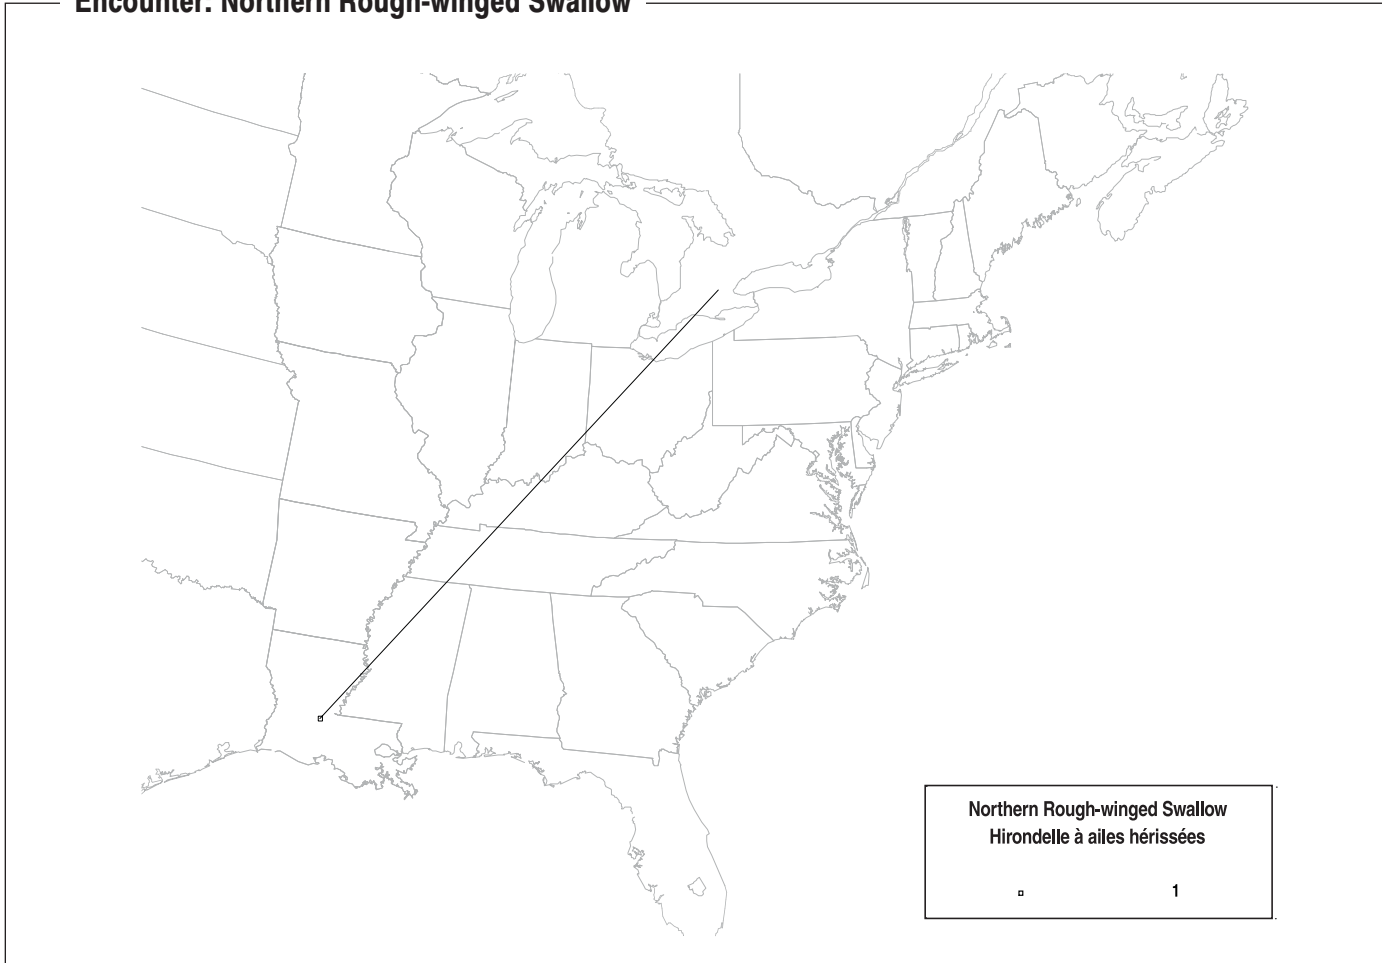 Encounter: Northern Rough-winged Swallow
Northern Rough-winged Swallow
Hirondelle à ailes hérissées
1